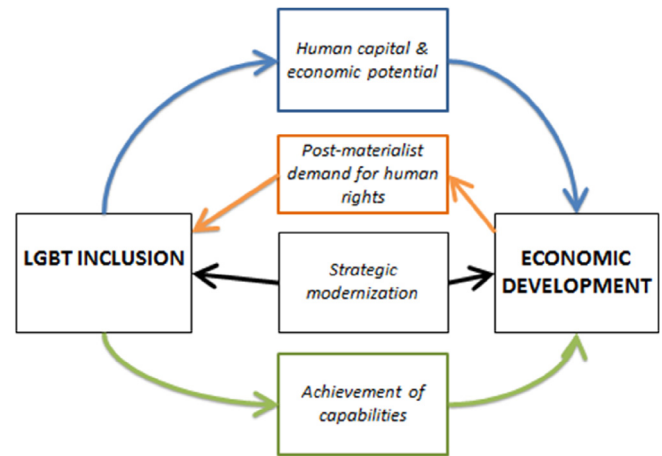 Human capital &
economic potential
Post-materialist
demand for human
rights
LGBT INCLUSION
Strategic
modernization
ECONOMIC
DEVELOPMENT
Achievement of
capabilities